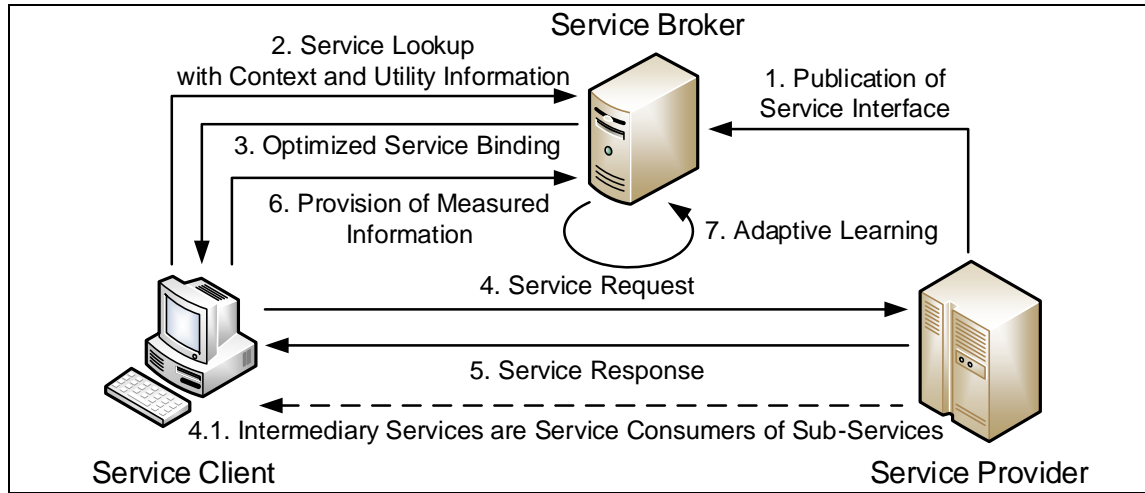 Service Broker
2. Service Lookup
with Context and Utility Information
1. Publication of
Service Interface
3. Optimized Service Binding
6. Provision of Measured
Information
7. Adaptive Learning
4. Service Request
5. Service Response
4.1. Intermediary Services are Service Consumers of Sub-Services
Service Client
Service Provider